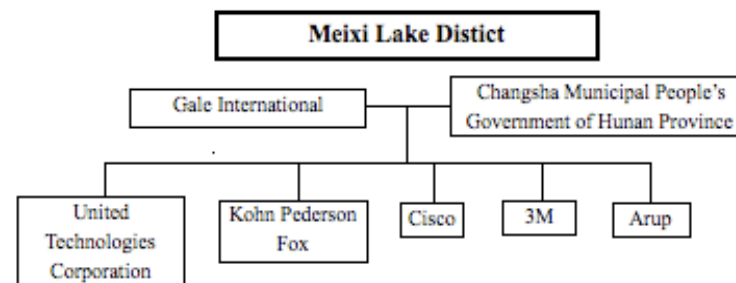 Meixi Lake Distict
Gale International
Changsha Municipal People's
Government of Hunan Province
United
Technologies
Corporation
Kohn Pederson
Fox
Cisco
3M
Arup